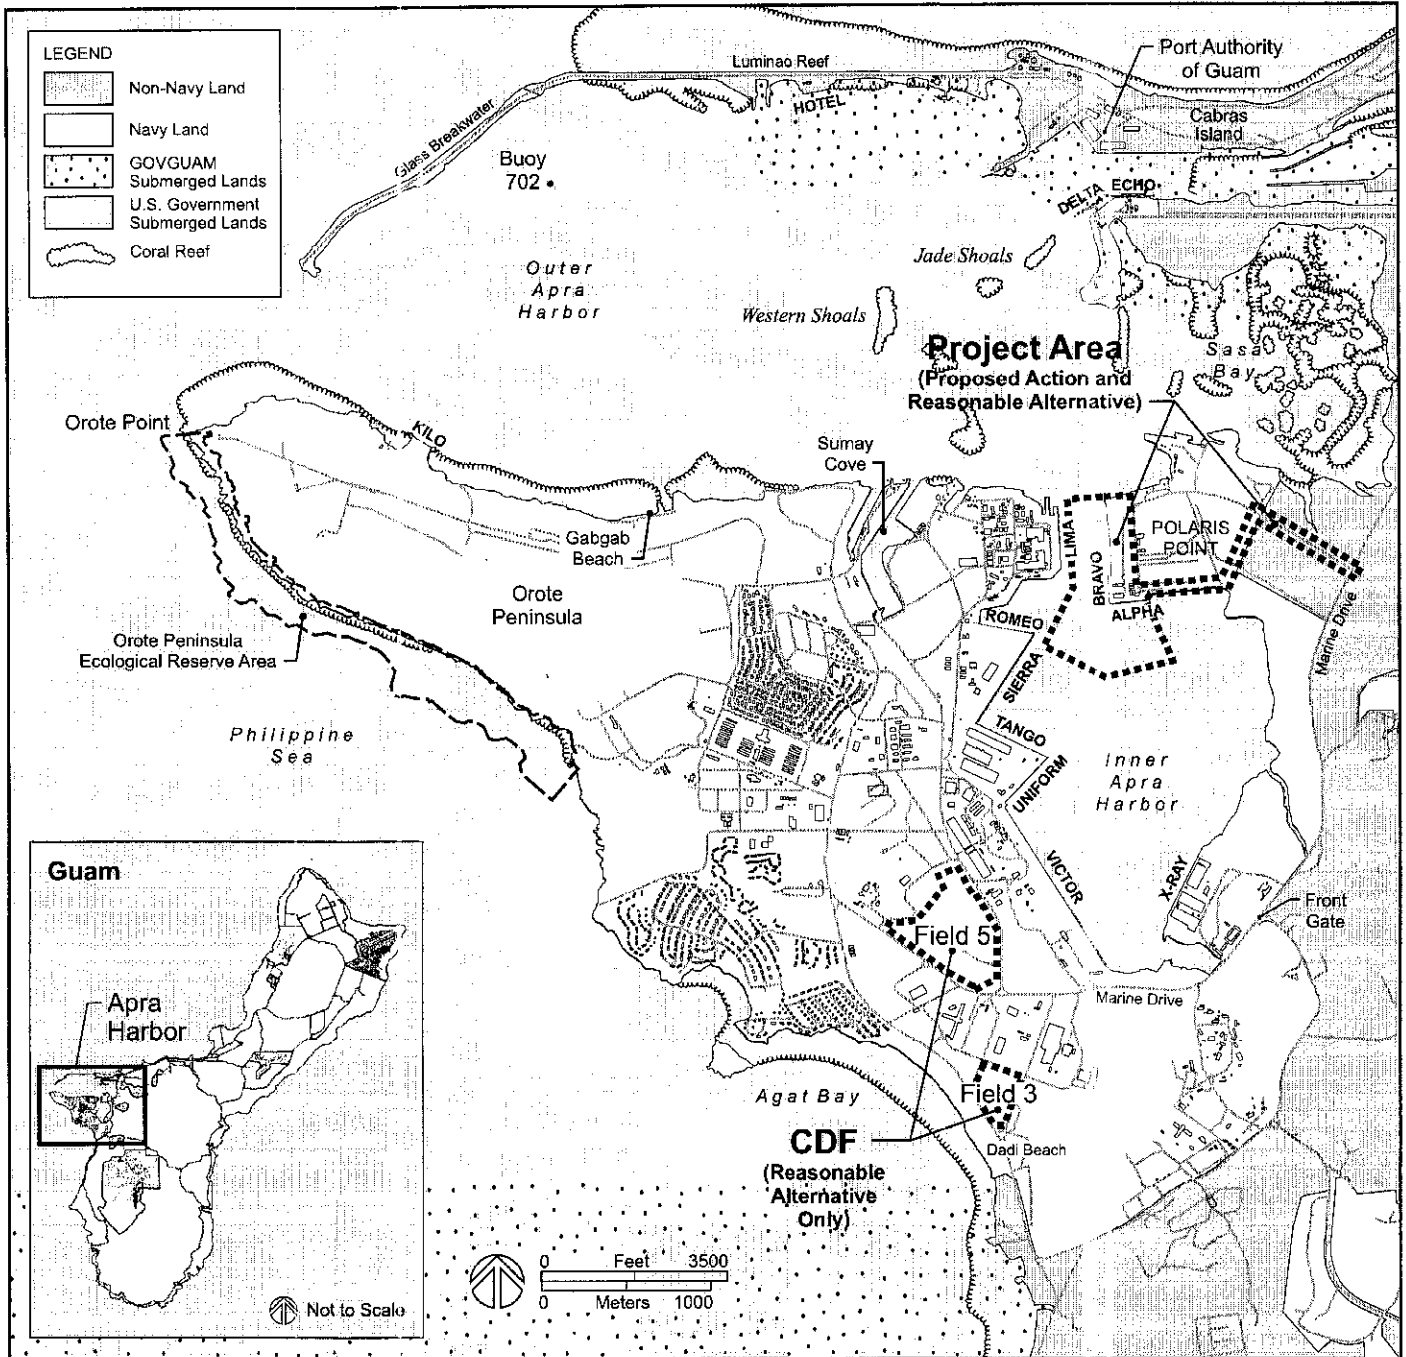 LEGEND
Non-Navy Land
Navy Land
GOVGUAM
Submerged Lands
U.S. Government
Submerged Lands
Coral Reef
Luminao Reef
HOTEL
Glass Breakwater
Port Authority
of Guam
Cabras
Island
Buoy
702
DELTA
ECHO
Outer
Apra
Harbor
Jade Shoals
Western Shoals
Project Area
(Proposed Action and
Reasonable Alternative)
Sasa
Bay
Orote Point
KILO
Sumay
Cove
Gabgab
Beach
LIMA
BRAVO
POLARIS
POINT
ALPHA
Marine Drive
Orote
Peninsula
ROMEO
SIERRA
Orote Peninsula
Ecological Reserve Area
TANGO
UNIFORM
Philippine
Sea
Inner
Apra
Harbor
VICTOR
X-RAY
Front
Gate
Field 5
Marine Drive
Guam
Apra
Harbor
Agat Bay
Field 3
CDF
(Reasonable
Alternative
Only)
Dadi Beach
0 Feet 3500
0 Meters 1000
Not to Scale